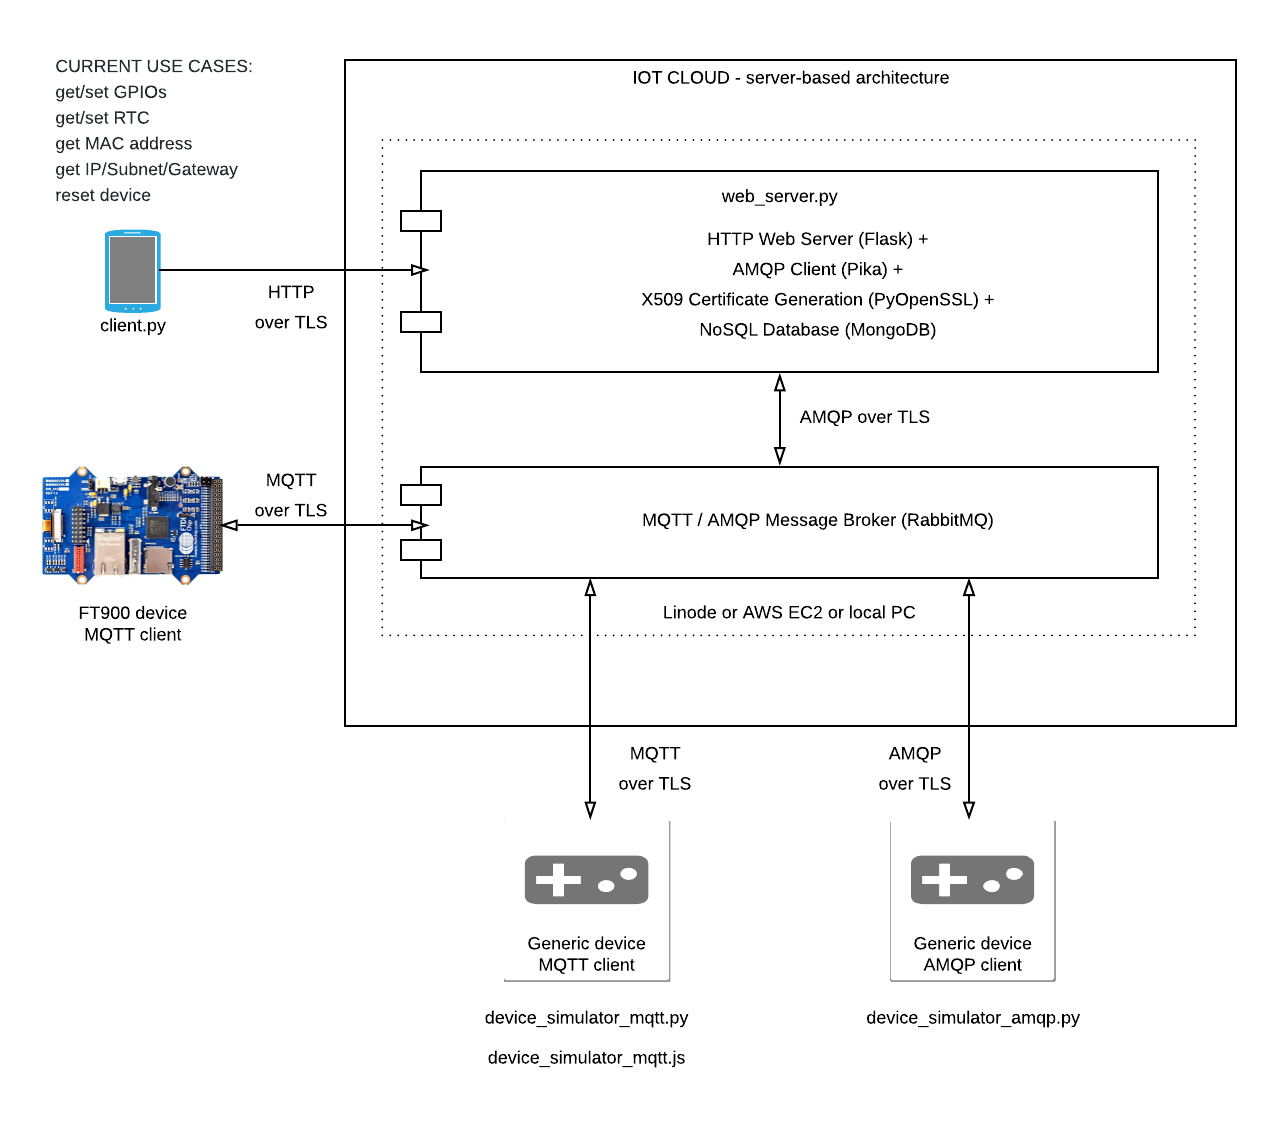 CURRENT USE CASES:
get/set GPIOs
get/set RTC
get MAC address
get IP/Subnet/Gateway
reset device
client.py
HTTP
over TLS
IOT CLOUD - server-based architecture
web_server.py
HTTP Web Server (Flask) +
AMQP Client (Pika) +
X509 Certificate Generation (PyOpenSSL) +
NoSQL Database (MongoDB)
AMQP over TLS
MQTT
over TLS
MQTT / AMQP Message Broker (RabbitMQ)
FT900 device
MQTT client
Linode or AWS EC2 or local PC
MQTT
over TLS
AMQP
over TLS
Generic device
MQTT client
Generic device
AMQP client
device_simulator_mqtt.py
device_simulator_mqtt.js
device_simulator_amqp.py